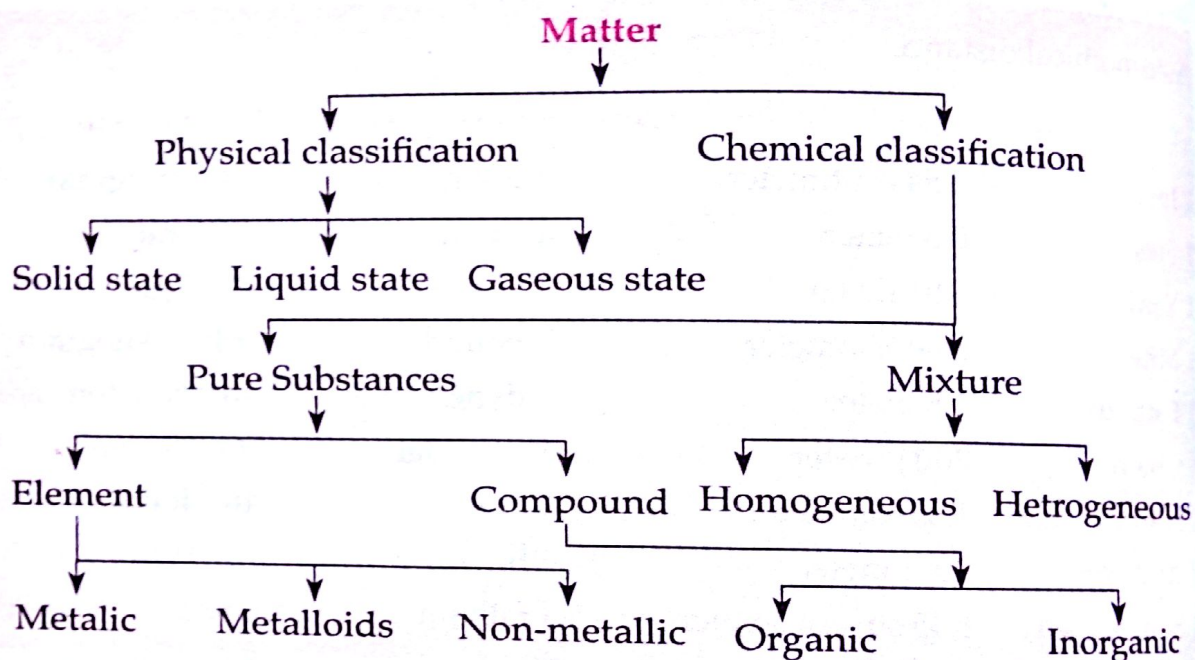 Matter
Physical classification Chemical classification
Solid state Liquid state Gaseous state
Pure Substances Mixture
Element Compound Homogeneous Hetrogeneous
Metalic Metalloids Non-metallic Organic Inorganic